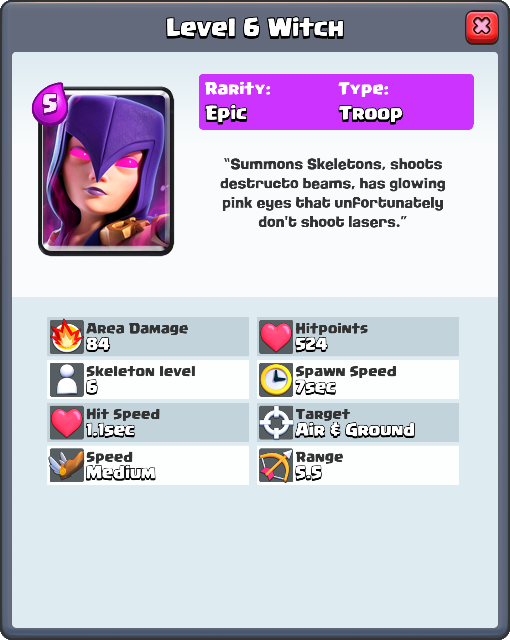 Level 6 Witch
5
Rarity: Type:
Epic Troop
“Summons Skeletons, shoots
destructo beams, has glowing
pink eyes that unfortunately
don't shoot lasers.”
Area Damage
84
Hitpoints
524
Skeleton level
6
Spawn Speed
7sec
Hit Speed
1.1sec
Target
Air & Ground
Speed
Medium
Range
5.5